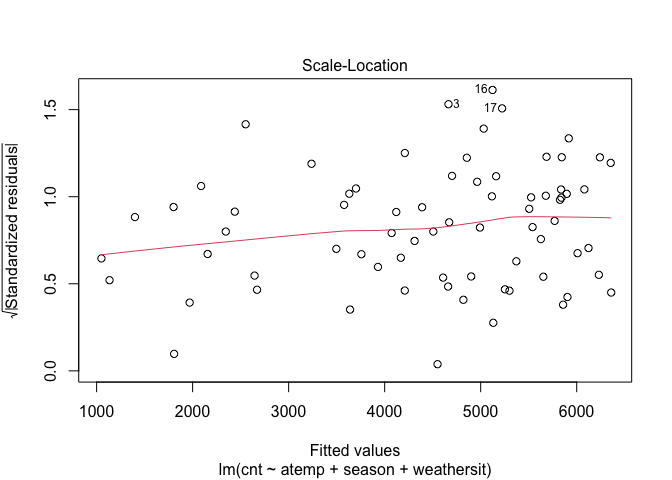 Scale-Location
√|Standardized residuals|
1.5
1.0
0.5
0.0
16
3
17
1000 2000 3000 4000 5000 6000
Fitted values
lm(cnt ~ atemp + season + weathersit)